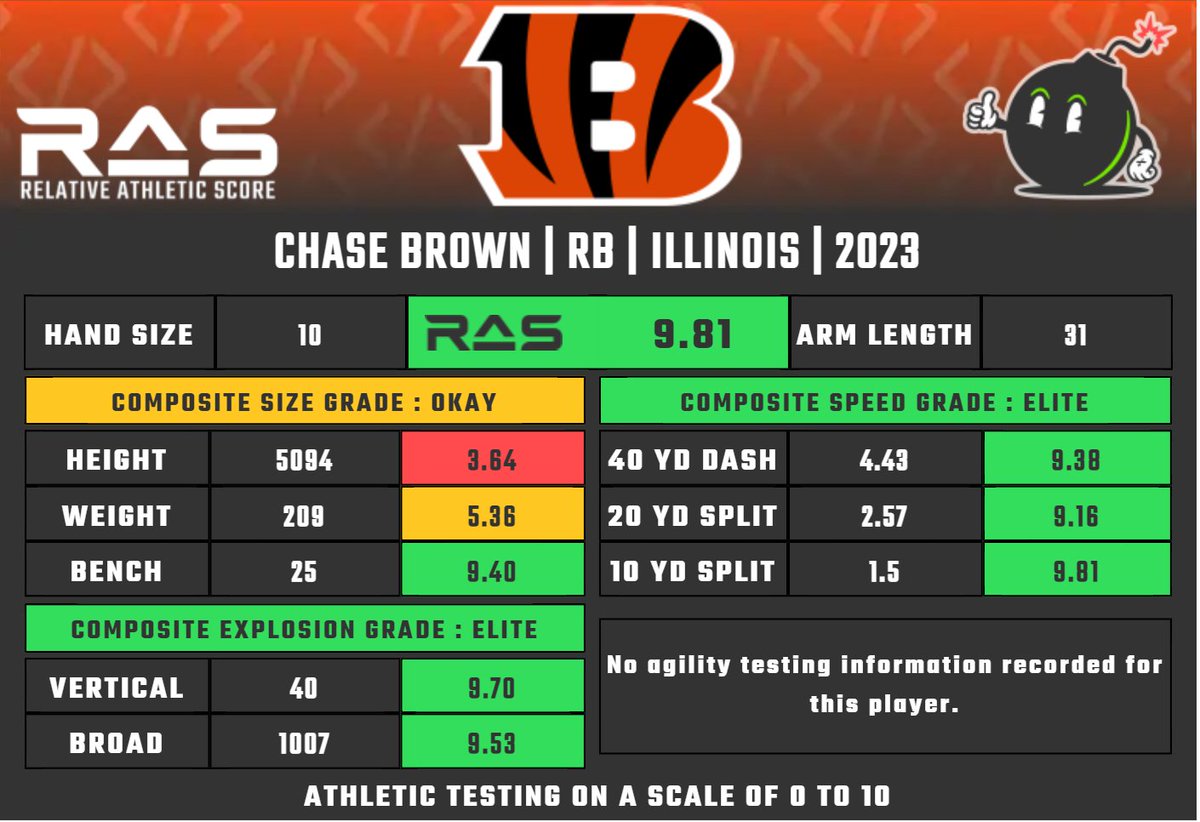 RAS
RELATIVE ATHLETIC SCORE
B
CHASE BROWN | RB | ILLINOIS | 2023
HAND SIZE 10 RAS 9.81 ARM LENGTH 31
COMPOSITE SIZE GRADE : OKAY
HEIGHT 5094 3.64
WEIGHT 209 5.36
BENCH 25 9.40
COMPOSITE EXPLOSION GRADE : ELITE
VERTICAL 40 9.70
BROAD 1007 9.53
COMPOSITE SPEED GRADE : ELITE
40 YD DASH 4.43 9.38
20 YD SPLIT 2.57 9.16
10 YD SPLIT 1.5 9.81
No agility testing information recorded for
this player.
ATHLETIC TESTING ON A SCALE OF 0 TO 10